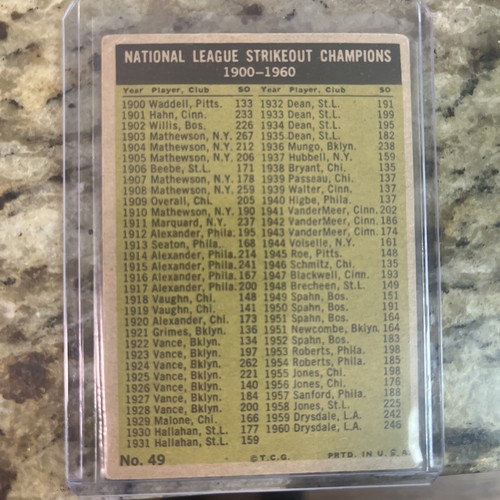 NATIONAL LEAGUE STRIKEOUT CHAMPIONS
1900–1960
Year Player, Club SO Year Player, Club SO
1900 Waddell, Pitts. 133 1932 Dean, St.L. 191
1901 Hahn, Cinn. 233 1933 Dean, St.L. 199
1902 Willis, Bos. 226 1934 Dean, St.L. 195
1903 Mathewson, N.Y. 267 1935 Dean, St.L. 182
1904 Mathewson, N.Y. 212 1936 Mungo, Bklyn. 238
1905 Mathewson, N.Y. 206 1937 Hubbell, N.Y. 159
1906 Beebe, St.L. 171 1938 Bryant, Chi. 135
1907 Mathewson, N.Y. 178 1939 Passeau, Chi. 137
1908 Mathewson, N.Y. 259 1939 Walter, Cinn. 137
1909 Overall, Chi. 205 1940 Higbe, Phila. 137
1910 Mathewson, N.Y. 190 1941 VanderMeer, Cinn. 202
1911 Marquard, N.Y. 237 1942 VanderMeer, Cinn. 186
1912 Alexander, Phila. 195 1943 VanderMeer, Cinn. 174
1913 Seaton, Phila. 168 1944 Voiselle, N.Y. 161
1914 Alexander, Phila. 214 1945 Roe, Pitts. 148
1915 Alexander, Phila. 241 1946 Schmitz, Chi. 135
1916 Alexander, Phila. 167 1947 Blackwell, Cinn. 193
1917 Alexander, Phila. 200 1948 Brecheen, St.L. 149
1918 Vaughn, Chi. 148 1949 Spahn, Bos. 151
1919 Vaughn, Chi. 141 1950 Spahn, Bos. 191
1920 Alexander, Chi. 173 1951 Spahn, Bos. 164
1921 Grimes, Bklyn. 136 1951 Newcombe, Bklyn. 164
1922 Vance, Bklyn. 134 1952 Spahn, Bos. 183
1923 Vance, Bklyn. 197 1953 Roberts, Phila. 198
1924 Vance, Bklyn. 262 1954 Roberts, Phila. 185
1925 Vance, Bklyn. 221 1955 Jones, Chi. 198
1926 Vance, Bklyn. 140 1956 Jones, Chi. 176
1927 Vance, Bklyn. 184 1957 Sanford, Phila. 188
1928 Vance, Bklyn. 200 1958 Jones, St.L. 225
1929 Malone, Chi. 166 1959 Drysdale, L.A. 242
1930 Hallahan, St.L. 177 1960 Drysdale, L.A. 246
1931 Hallahan, St.L. 159
No. 49 © T.C.G. PRTD. IN U.S.A.